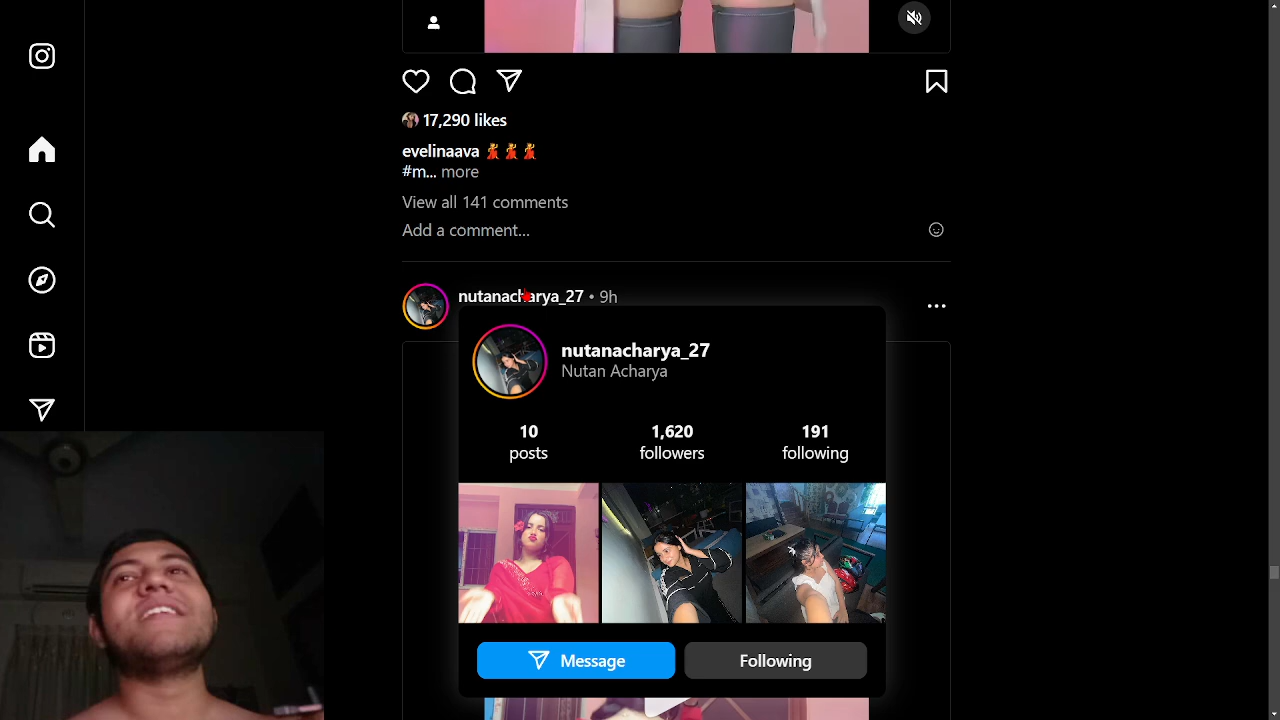 17,290 likes
evelinaava 💃💃💃
#m... more
View all 141 comments
Add a comment...
nutanacharya_27 • 9h
nutanacharya_27
Nutan Acharya
10 1,620 191
posts followers following
Message Following